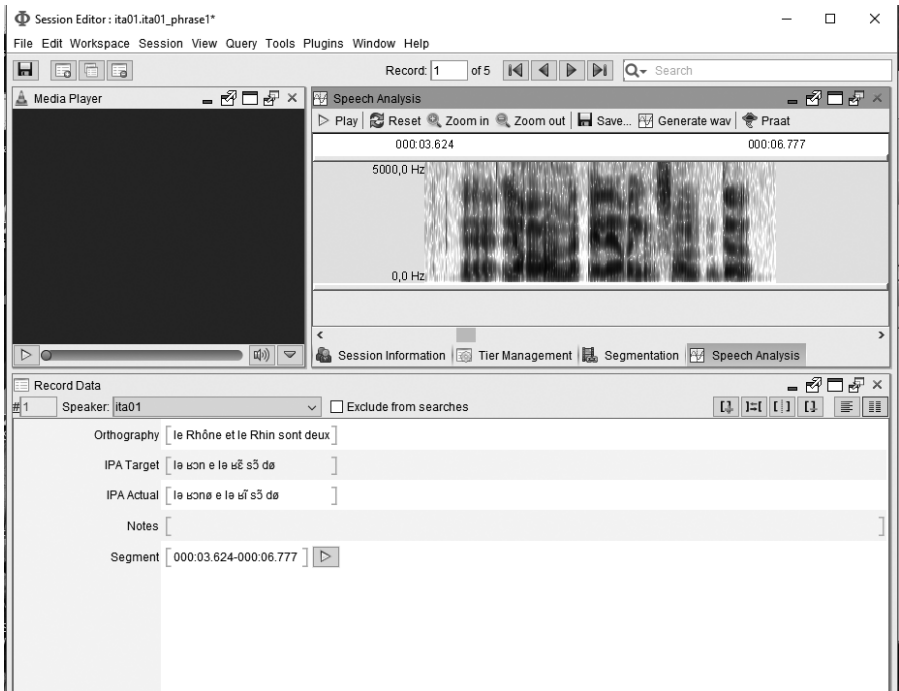 Session Editor : ita01.ita01_phrase1*
File Edit Workspace Session View Query Tools Plugins Window Help
Record: 1 of 5 Search
Media Player
Speech Analysis
Play Reset Zoom in Zoom out Save... Generate wav Praat
000:03.624 000:06.777
5000,0 Hz
0,0 Hz
Session Information Tier Management Segmentation Speech Analysis
Record Data
# 1 Speaker: ita01 Exclude from searches
Orthography [ le Rhône et le Rhin sont deux ]
IPA Target [ lə ʁɔn e lə ʁɛ̃ sɔ̃ dø ]
IPA Actual [ lə ʁɔnø e lə ʁĩ sɔ̃ dø ]
Notes [ ]
Segment [ 000:03.624-000:06.777 ]